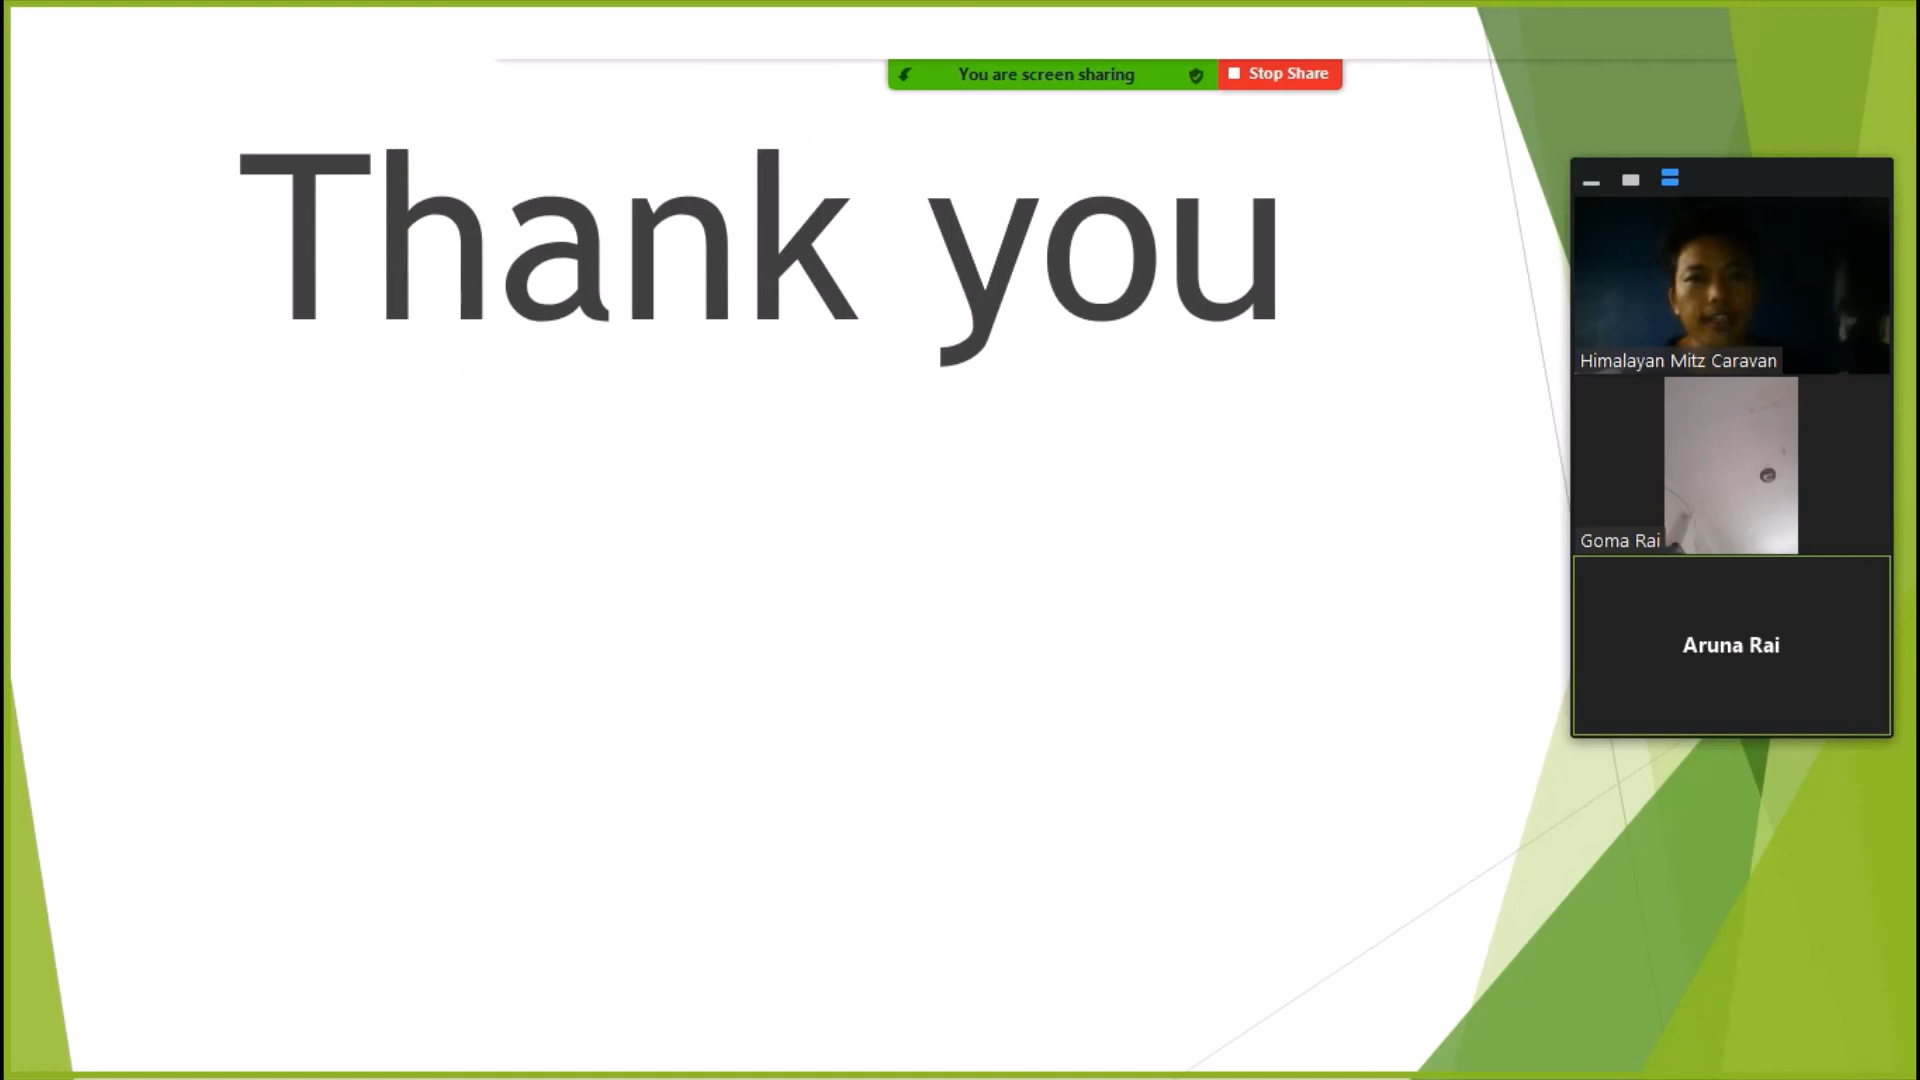 You are screen sharing
Stop Share
Thank you
Himalayan Mitz Caravan
Goma Rai
Aruna Rai